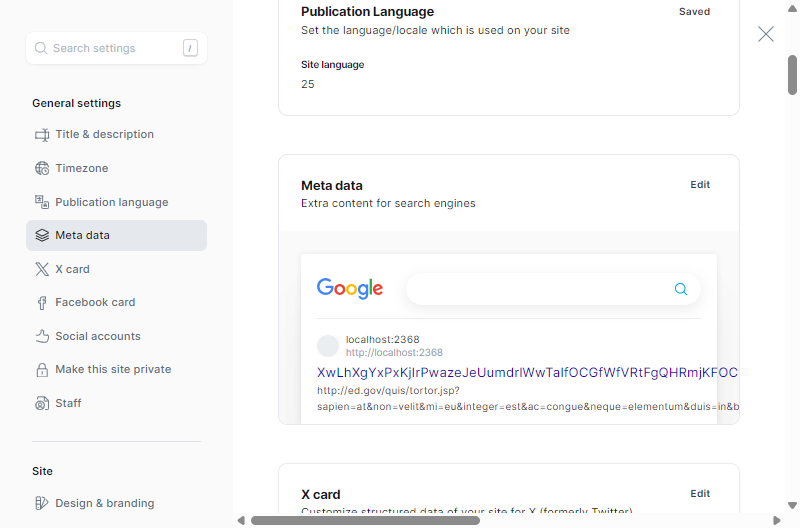 Search settings
/
General settings
Title & description
Timezone
Publication language
Meta data
X card
Facebook card
Social accounts
Make this site private
Staff
Site
Design & branding
Publication Language
Saved
Set the language/locale which is used on your site
Site language
25
Meta data
Edit
Extra content for search engines
Google
localhost:2368
http://localhost:2368
http://ed.gov/quis/tortor.jsp?
sapien=at&non=velit&mi=eu&integer=est&ac=congue&neque=elementum&duis=in&b
X card
Edit
Customize structured data of your site for X (formerly Twitter)